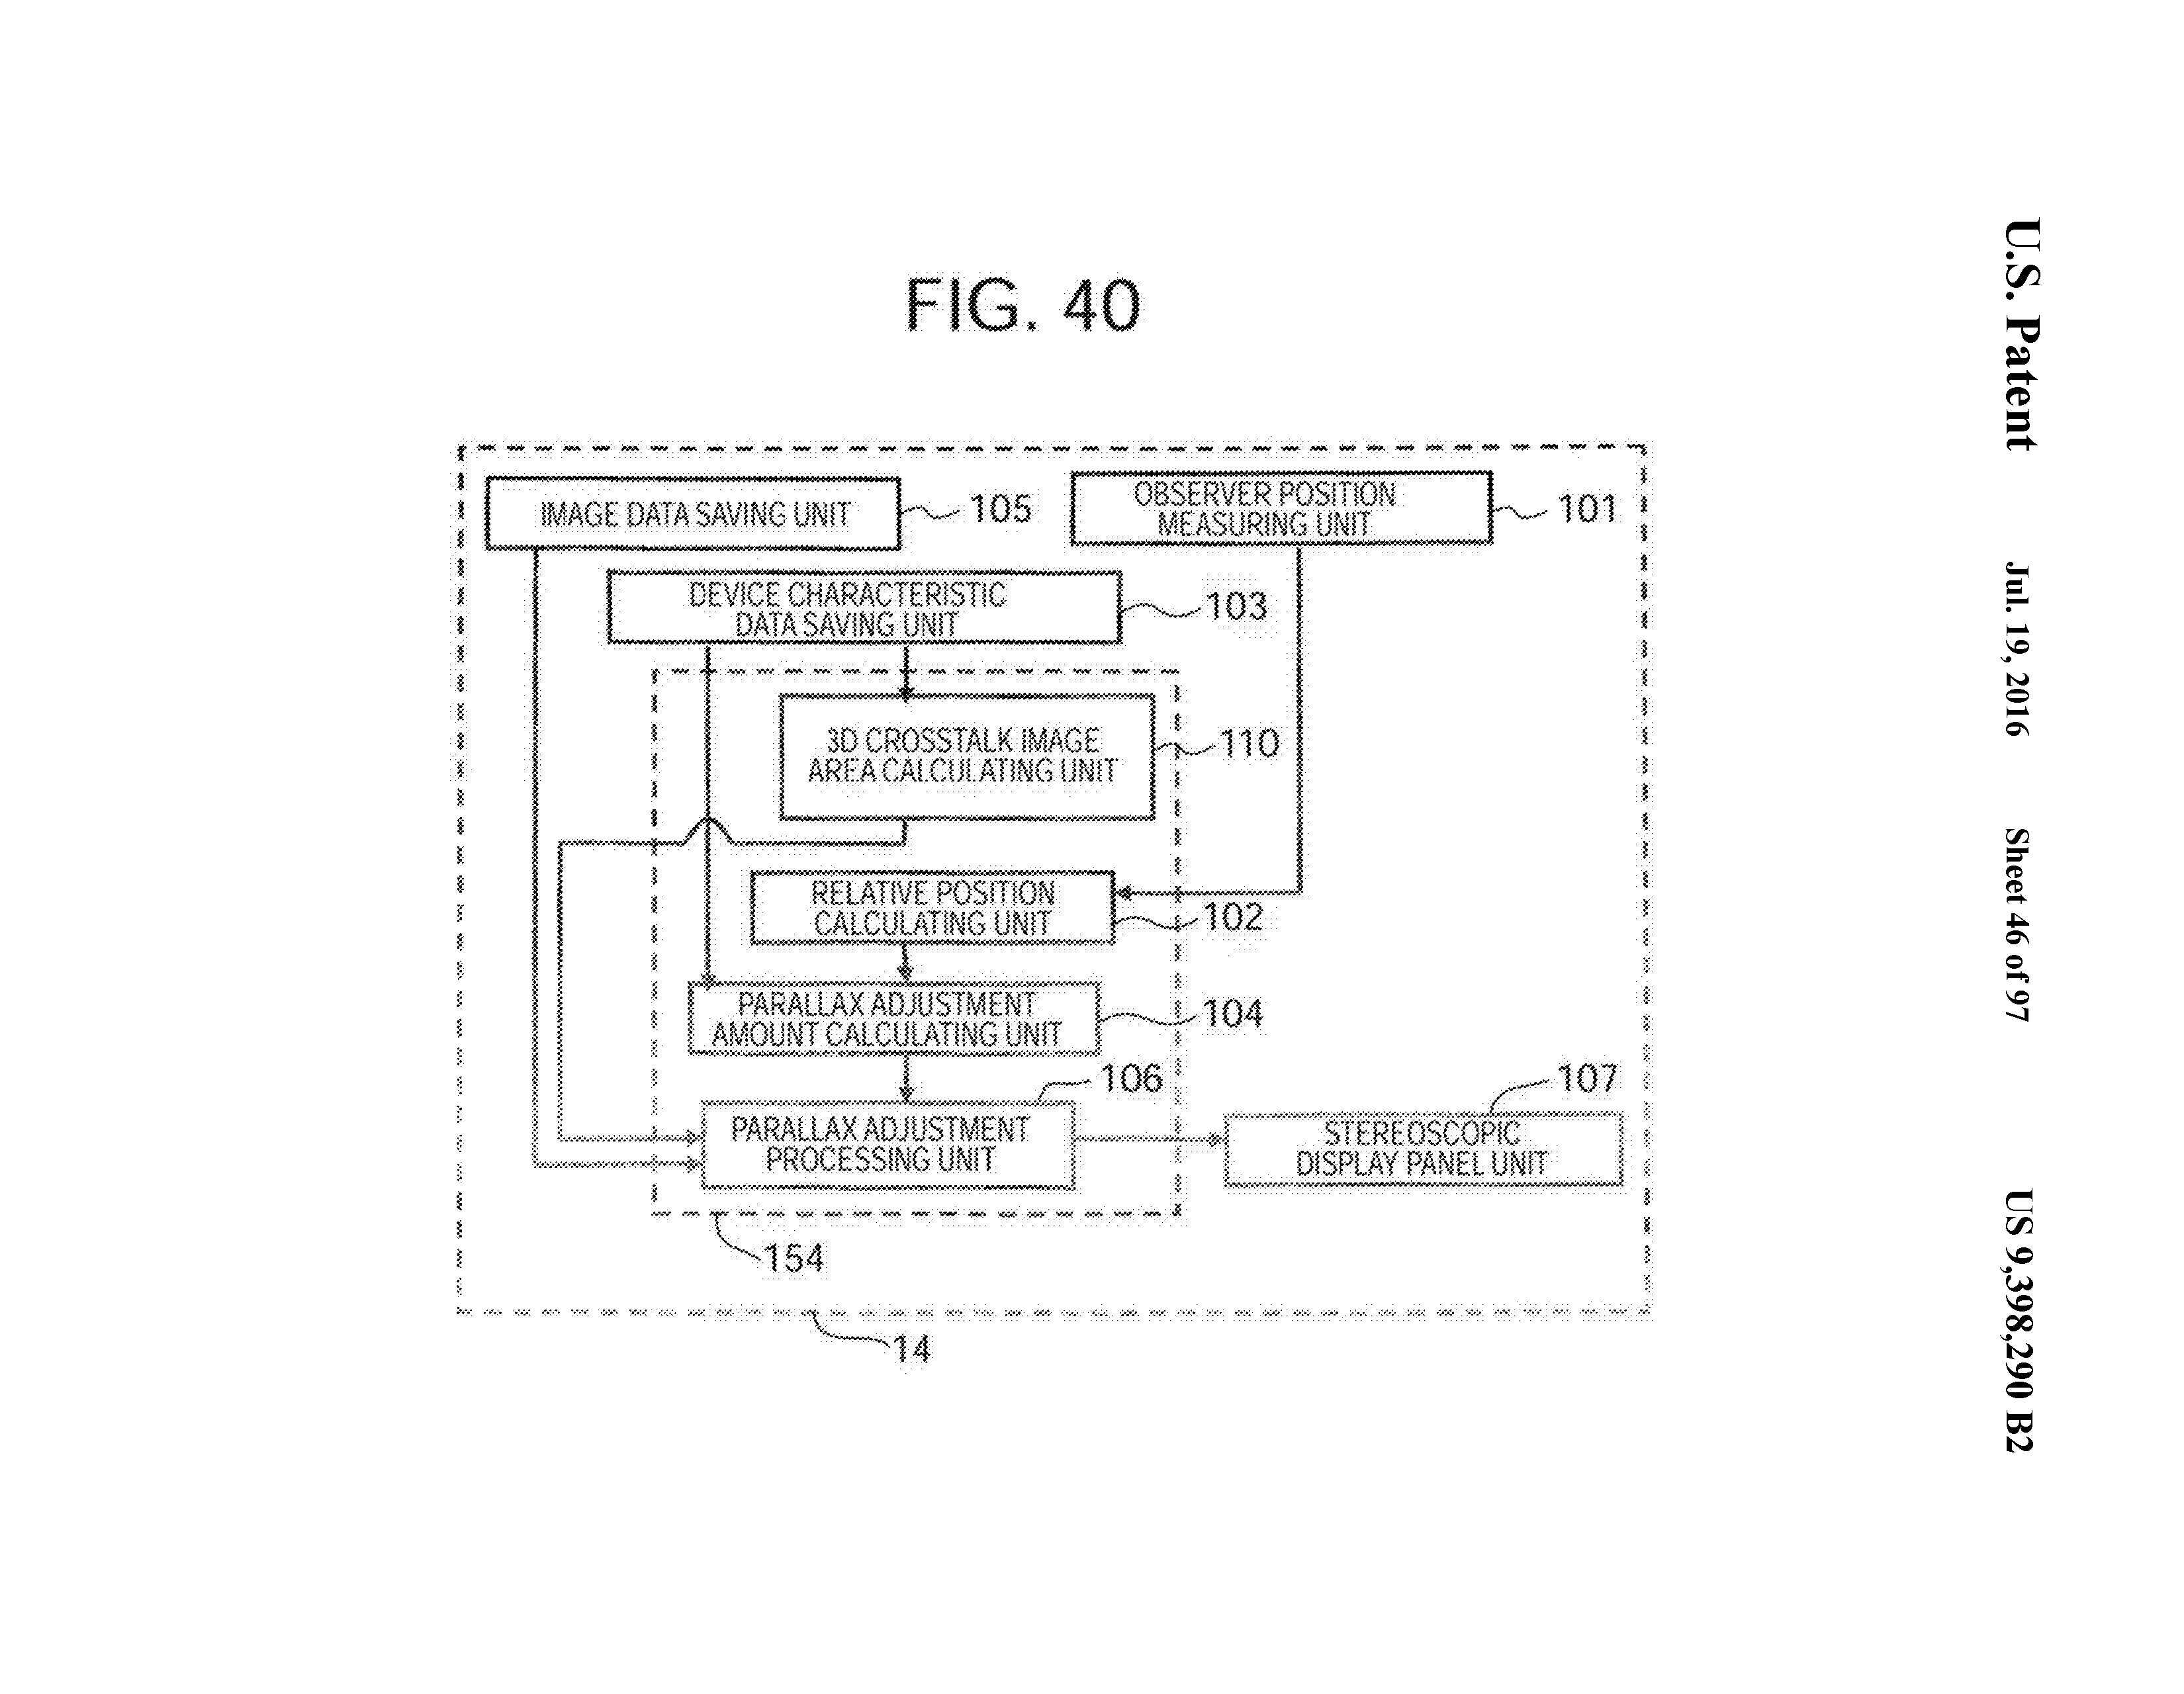 U.S. Patent
Jul. 19, 2016
Sheet 46 of 97
US 9,398,290 B2
FIG. 40
IMAGE DATA SAVING UNIT
105
OBSERVER POSITION
MEASURING UNIT
101
DEVICE CHARACTERISTIC
DATA SAVING UNIT
103
3D CROSSTALK IMAGE
AREA CALCULATING UNIT
110
RELATIVE POSITION
CALCULATING UNIT
102
PARALLAX ADJUSTMENT
AMOUNT CALCULATING UNIT
104
106
PARALLAX ADJUSTMENT
PROCESSING UNIT
107
STEREOSCOPIC
DISPLAY PANEL UNIT
154
14